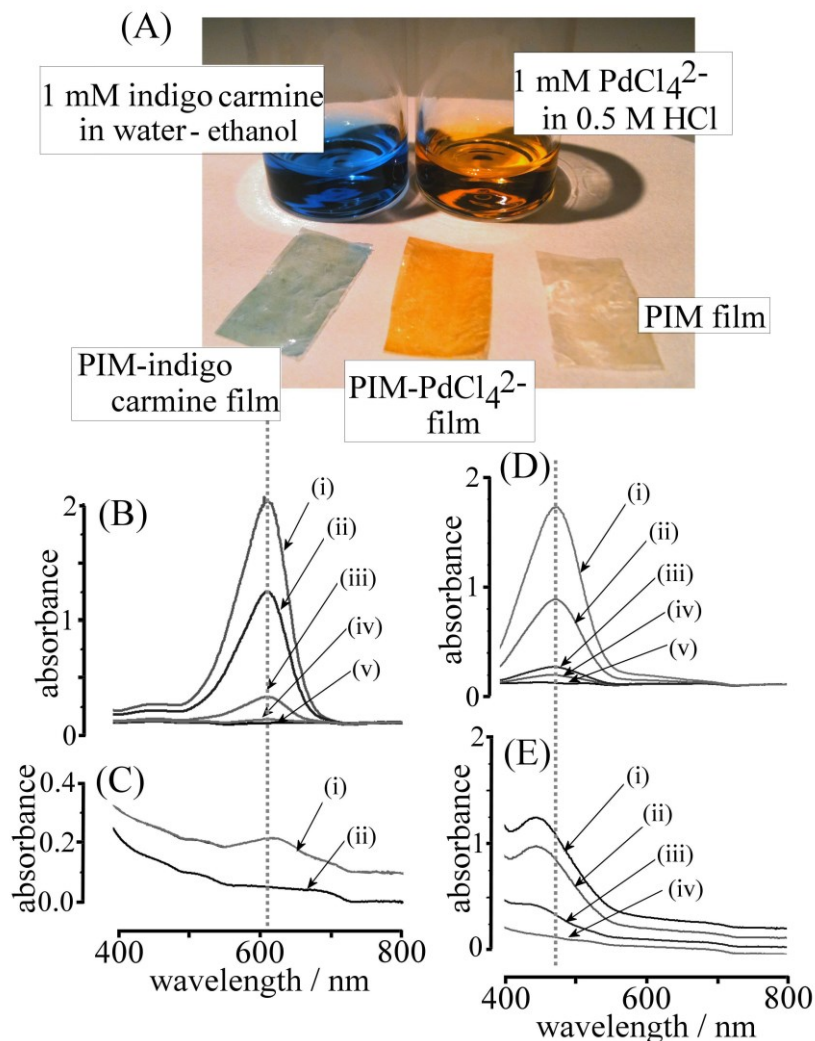 (A)
1 mM indigo carmine
in water - ethanol
1 mM PdCl₄²⁻
in 0.5 M HCl
PIM film
PIM-indigo
carmine film
PIM-PdCl₄²⁻
film
(B)
2
1
0
absorbance
(i)
(ii)
(iii)
(iv)
(v)
(D)
2
1
0
absorbance
(i)
(ii)
(iii)
(iv)
(v)
(C)
0.4
0.2
0.0
absorbance
(i)
(ii)
400 600 800
wavelength / nm
(E)
2
1
0
absorbance
(i)
(ii)
(iii)
(iv)
400 600 800
wavelength / nm